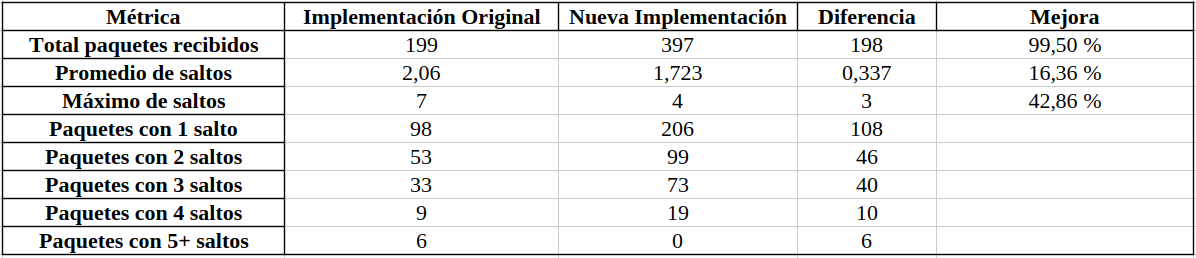 Métrica Implementación Original Nueva Implementación Diferencia Mejora
Total paquetes recibidos 199 397 198 99,50 %
Promedio de saltos 2,06 1,723 0,337 16,36 %
Máximo de saltos 7 4 3 42,86 %
Paquetes con 1 salto 98 206 108
Paquetes con 2 saltos 53 99 46
Paquetes con 3 saltos 33 73 40
Paquetes con 4 saltos 9 19 10
Paquetes con 5+ saltos 6 0 6